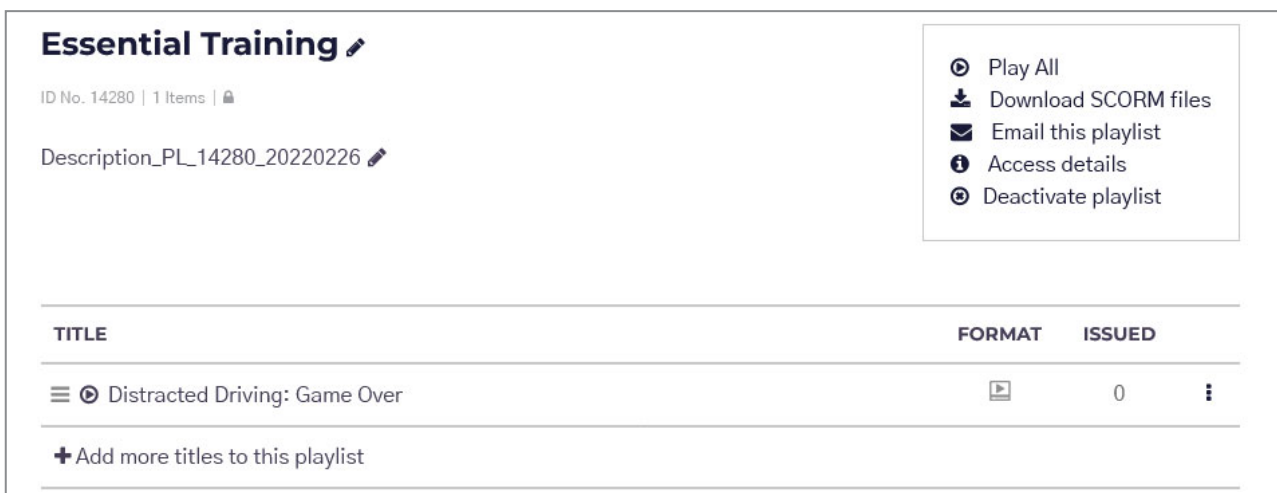 Essential Training
ID No. 14280 | 1 Items |
Description_PL_14280_20220226
Play All
Download SCORM files
Email this playlist
Access details
Deactivate playlist
TITLE FORMAT ISSUED
Distracted Driving: Game Over 0
+Add more titles to this playlist